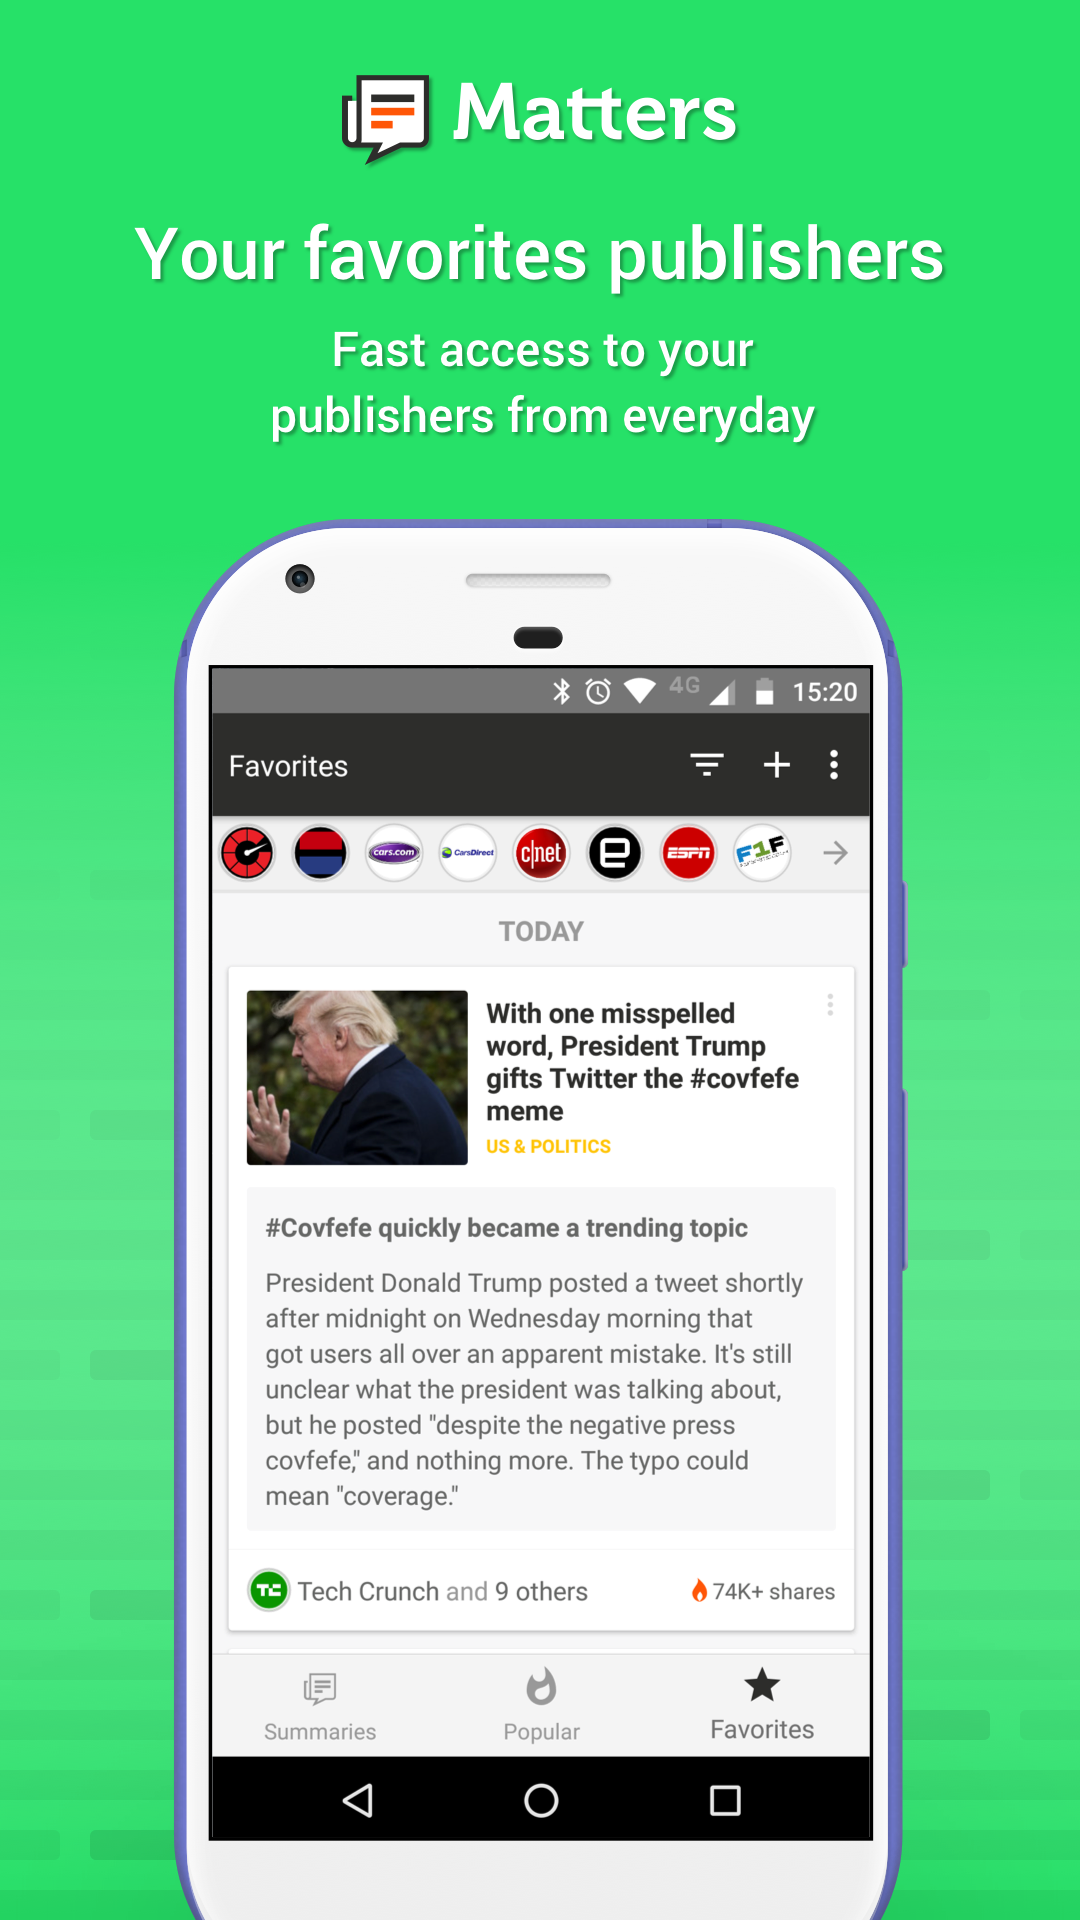 Matters
Your favorites publishers
Fast access to your
publishers from everyday
4G 15:20
Favorites
cars.com CarsDirect c|net e ESPN F1F
TODAY
With one misspelled
word, President Trump
gifts Twitter the #covfefe
meme
US & POLITICS
#Covfefe quickly became a trending topic
President Donald Trump posted a tweet shortly
after midnight on Wednesday morning that
got users all over an apparent mistake. It's still
unclear what the president was talking about,
but he posted "despite the negative press
covfefe," and nothing more. The typo could
mean "coverage."
TC Tech Crunch and 9 others 74K+ shares
Summaries Popular Favorites